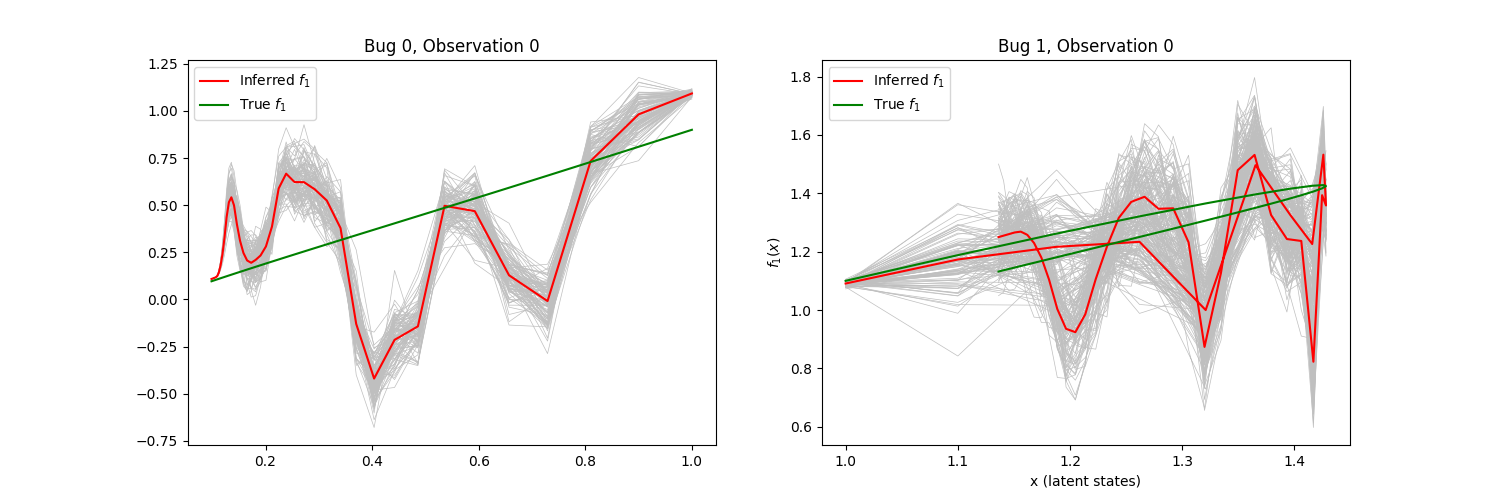 Bug 0, Observation 0
Inferred f₁
True f₁
1.25
1.00
0.75
0.50
0.25
0.00
−0.25
−0.50
−0.75
0.2 0.4 0.6 0.8 1.0
Bug 1, Observation 0
Inferred f₁
True f₁
f₁(x)
1.8
1.6
1.4
1.2
1.0
0.8
0.6
1.0 1.1 1.2 1.3 1.4
x (latent states)